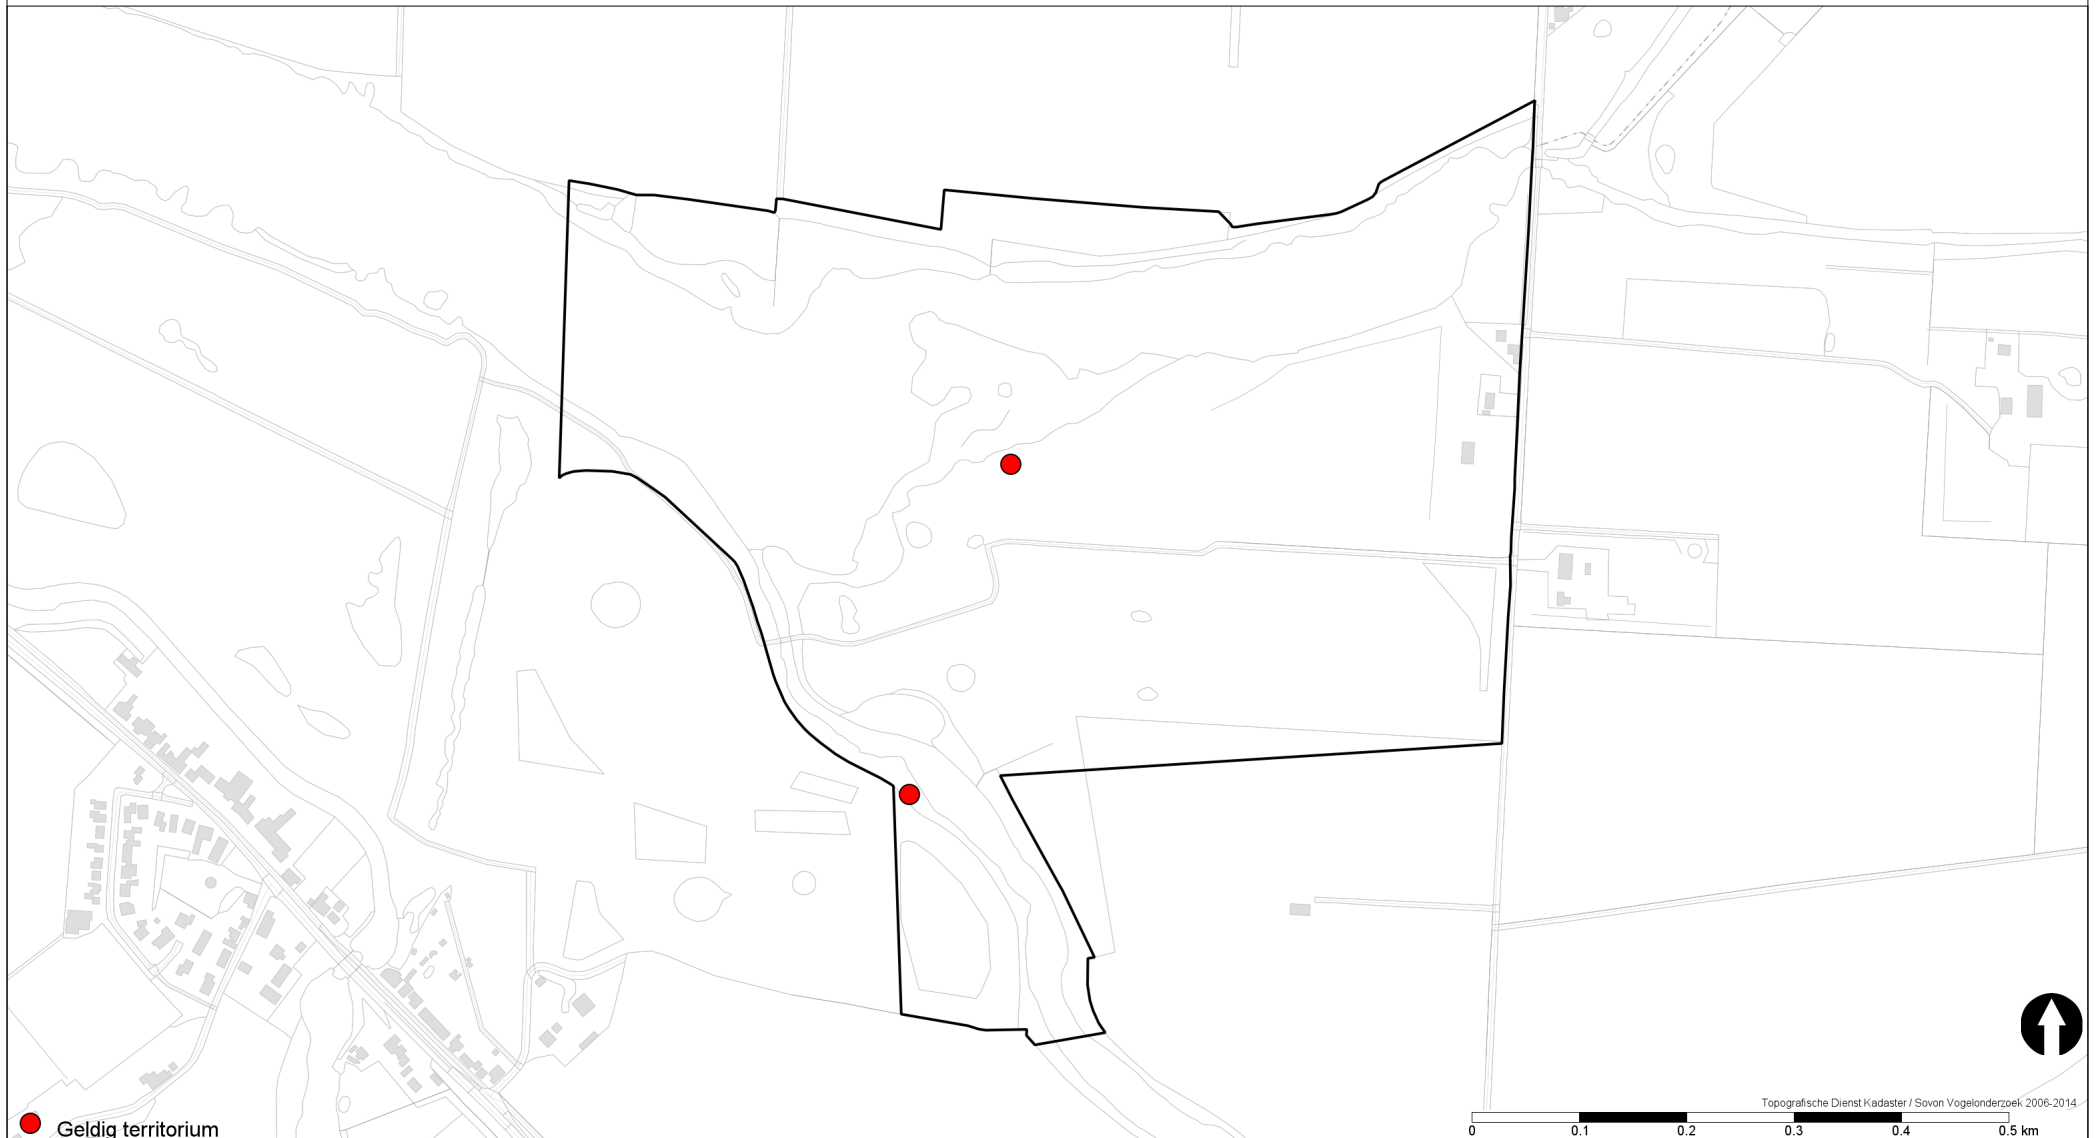 Topografische Dienst Kadaster / Sovon Vogelonderzoek 2006-2014
0 0.1 0.2 0.3 0.4 0.5 km
Geldig territorium